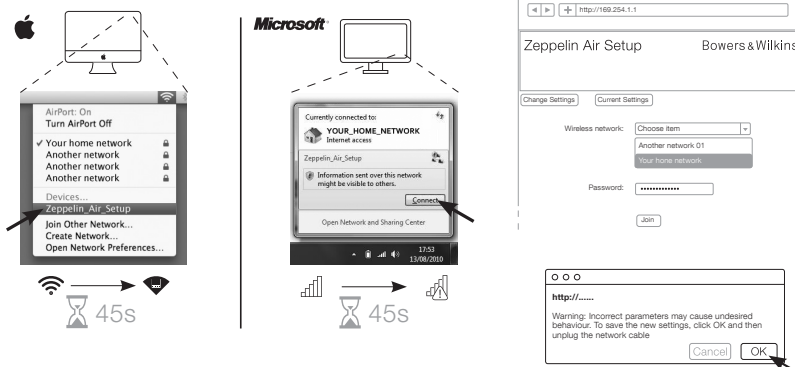 AirPort: On
Turn AirPort Off
Your home network
Another network
Another network
Another network
Devices...
Zeppelin_Air_Setup
Join Other Network...
Create Network...
Open Network Preferences...
45s
Microsoft
Currently connected to:
YOUR_HOME_NETWORK
Internet access
Zeppelin_Air_Setup
Information sent over this network
might be visible to others.
Connect
Open Network and Sharing Center
17:53
13/08/2010
45s
http://169.254.1.1
Zeppelin Air Setup Bowers & Wilkins
Change Settings Current Settings
Wireless network: Choose item
Another network 01
Your hone network
Password: •••••••••••••
Join
http://......
Warning: Incorrect parameters may cause undesired
behaviour. To save the new settings, click OK and then
unplug the network cable
Cancel OK